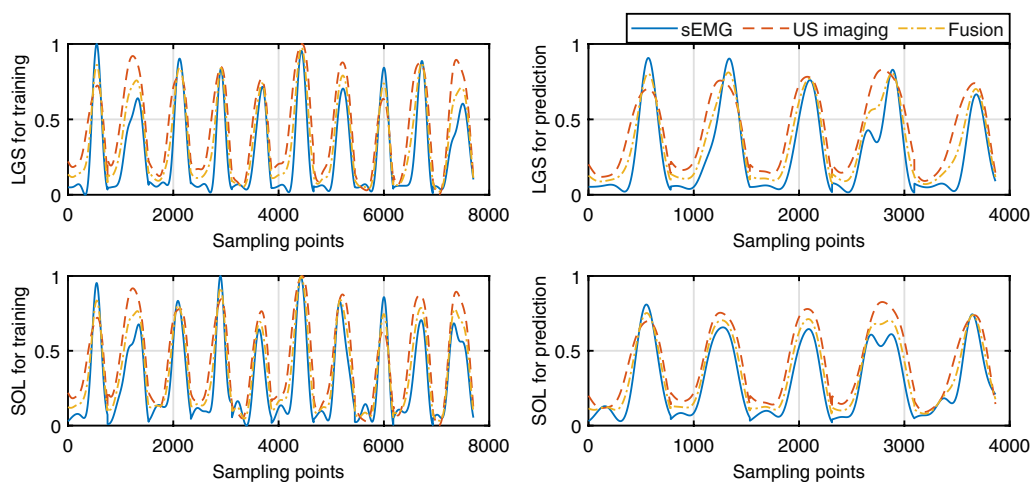 sEMG US imaging Fusion
LGS for training
1
0.5
0
0 2000 4000 6000 8000
Sampling points
LGS for prediction
1
0.5
0
0 1000 2000 3000 4000
Sampling points
SOL for training
1
0.5
0
0 2000 4000 6000 8000
Sampling points
SOL for prediction
1
0.5
0
0 1000 2000 3000 4000
Sampling points